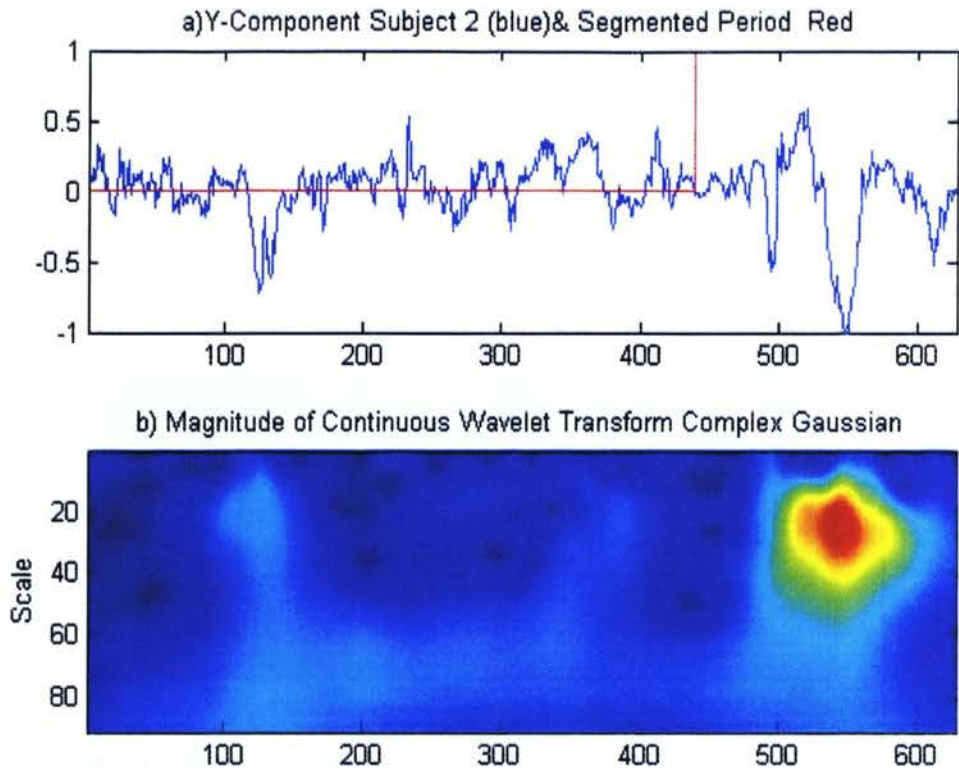 a)Y-Component Subject 2 (blue)& Segmented Period  Red
1
0.5
0
-0.5
-1
100 200 300 400 500 600
b) Magnitude of Continuous Wavelet Transform Complex Gaussian
Scale
20
40
60
80
100 200 300 400 500 600